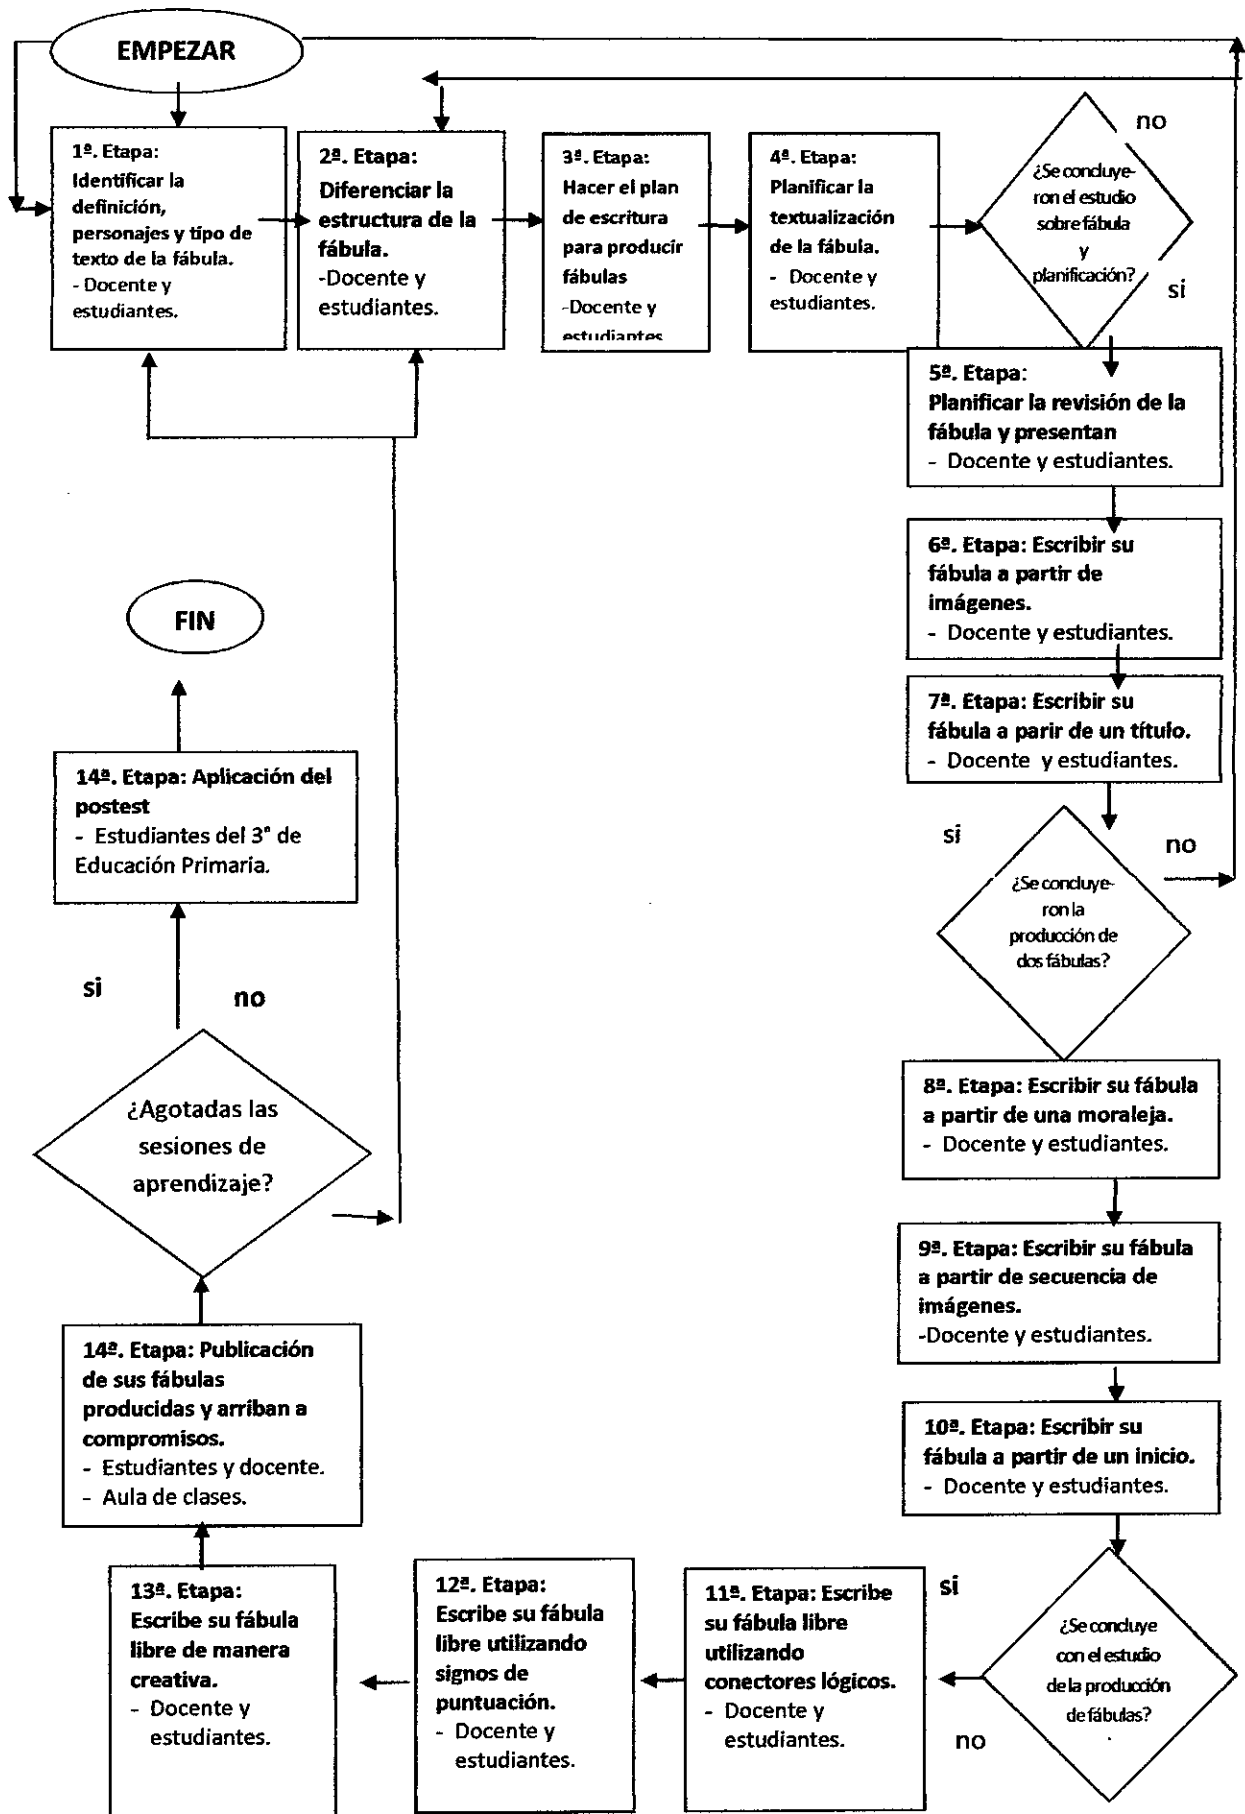 EMPEZAR
1ª. Etapa:
Identificar la
definición,
personajes y tipo de
texto de la fábula.
- Docente y
estudiantes.
2ª. Etapa:
Diferenciar la
estructura de la
fábula.
-Docente y
estudiantes.
3ª. Etapa:
Hacer el plan
de escritura
para producir
fábulas
-Docente y
estudiantes
4ª. Etapa:
Planificar la
textualización
de la fábula.
- Docente y
estudiantes.
¿Se concluye-
ron el estudio
sobre fábula
y
planificación?
no
si
5ª. Etapa:
Planificar la revisión de la
fábula y presentan
- Docente y estudiantes.
6ª. Etapa: Escribir su
fábula a partir de
imágenes.
- Docente y estudiantes.
7ª. Etapa: Escribir su
fábula a parir de un título.
- Docente y estudiantes.
si
no
¿Se concluye-
ron la
producción de
dos fábulas?
8ª. Etapa: Escribir su fábula
a partir de una moraleja.
- Docente y estudiantes.
9ª. Etapa: Escribir su fábula
a partir de secuencia de
imágenes.
-Docente y estudiantes.
10ª. Etapa: Escribir su
fábula a partir de un inicio.
- Docente y estudiantes.
si
no
¿Se concluye
con el estudio
de la producción
de fábulas?
11ª. Etapa: Escribe
su fábula libre
utilizando
conectores lógicos.
- Docente y
estudiantes.
12ª. Etapa:
Escribe su fábula
libre utilizando
signos de
puntuación.
- Docente y
estudiantes.
13ª. Etapa:
Escribe su fábula
libre de manera
creativa.
- Docente y
estudiantes.
14ª. Etapa: Publicación
de sus fábulas
producidas y arriban a
compromisos.
- Estudiantes y docente.
- Aula de clases.
¿Agotadas las
sesiones de
aprendizaje?
si
no
14ª. Etapa: Aplicación del
postest
- Estudiantes del 3° de
Educación Primaria.
FIN